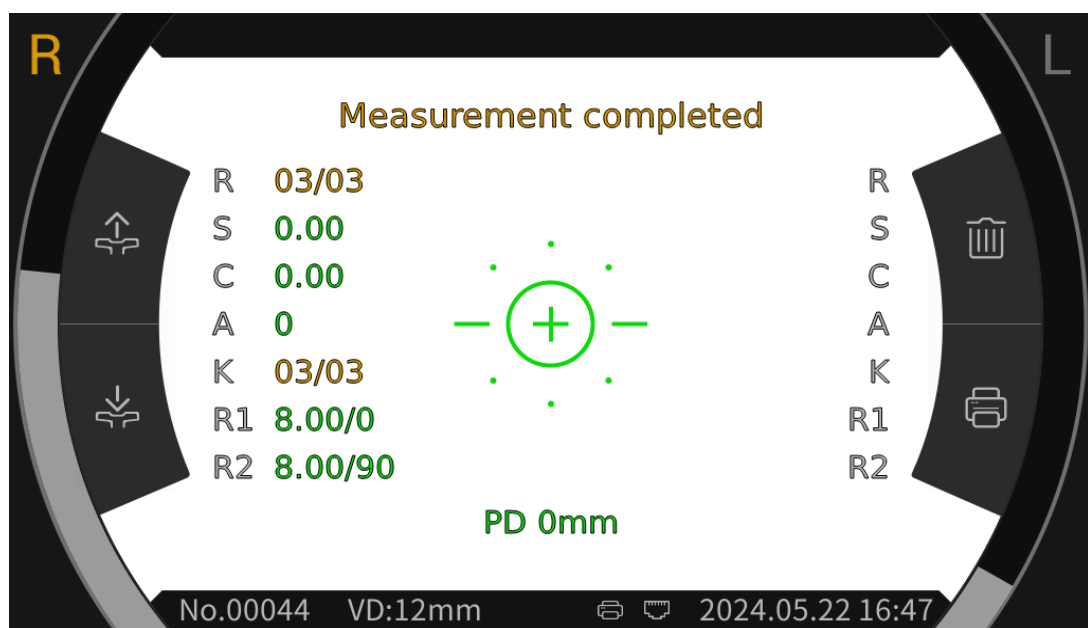 R L
Measurement completed
R 03/03 R
S 0.00 S
C 0.00 C
A 0 A
K 03/03 K
R1 8.00/0 R1
R2 8.00/90 R2
PD 0mm
No.00044 VD:12mm 2024.05.22 16:47